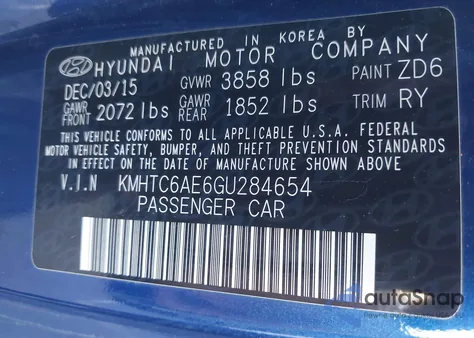 MANUFACTURED IN KOREA BY
HYUNDAI MOTOR COMPANY
DEC/03/15 GVWR 3858 lbs PAINT ZD6
GAWR FRONT 2072 lbs GAWR REAR 1852 lbs TRIM RY
THIS VEHICLE CONFORMS TO ALL APPLICABLE U.S.A. FEDERAL
MOTOR VEHICLE SAFETY, BUMPER, AND THEFT PREVENTION STANDARDS
IN EFFECT ON THE DATE OF MANUFACTURE SHOWN ABOVE
V.I.N KMHTC6AE6GU284654
PASSENGER CAR
autoSnap